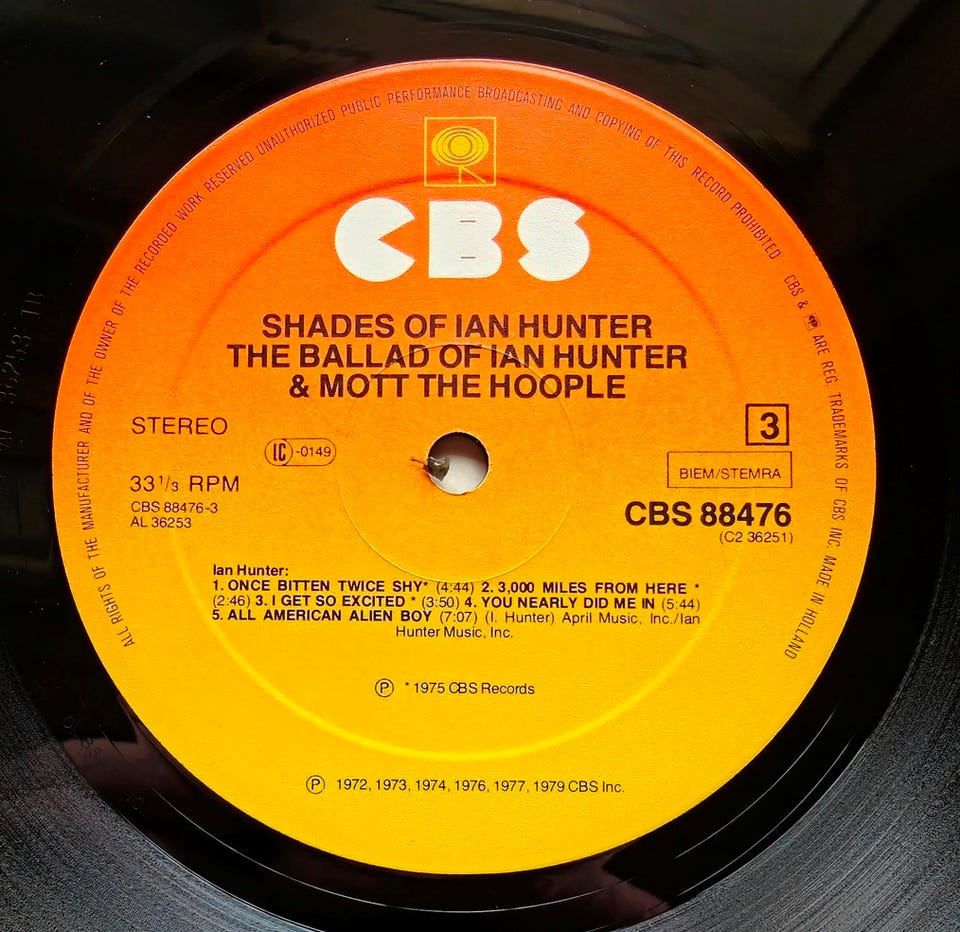 ALL RIGHTS OF THE MANUFACTURER AND OF THE OWNER OF THE RECORDED WORK RESERVED UNAUTHORIZED PUBLIC PERFORMANCE BROADCASTING AND COPYING OF THIS RECORD PROHIBITED CBS & ARE REG. TRADEMARKS OF CBS INC. MADE IN HOLLAND
CBS
SHADES OF IAN HUNTER
THE BALLAD OF IAN HUNTER
& MOTT THE HOOPLE
STEREO
3
LC -0149
BIEM/STEMRA
33 1/3 RPM
CBS 88476-3
CBS 88476
AL 36253
(C2 36251)
Ian Hunter:
1. ONCE BITTEN TWICE SHY* (4:44) 2. 3,000 MILES FROM HERE *
(2:46) 3. I GET SO EXCITED * (3:50) 4. YOU NEARLY DID ME IN (5:44)
5. ALL AMERICAN ALIEN BOY (7:07) (I. Hunter) April Music, Inc./Ian
Hunter Music, Inc.
Ⓟ * 1975 CBS Records
Ⓟ 1972, 1973, 1974, 1976, 1977, 1979 CBS Inc.